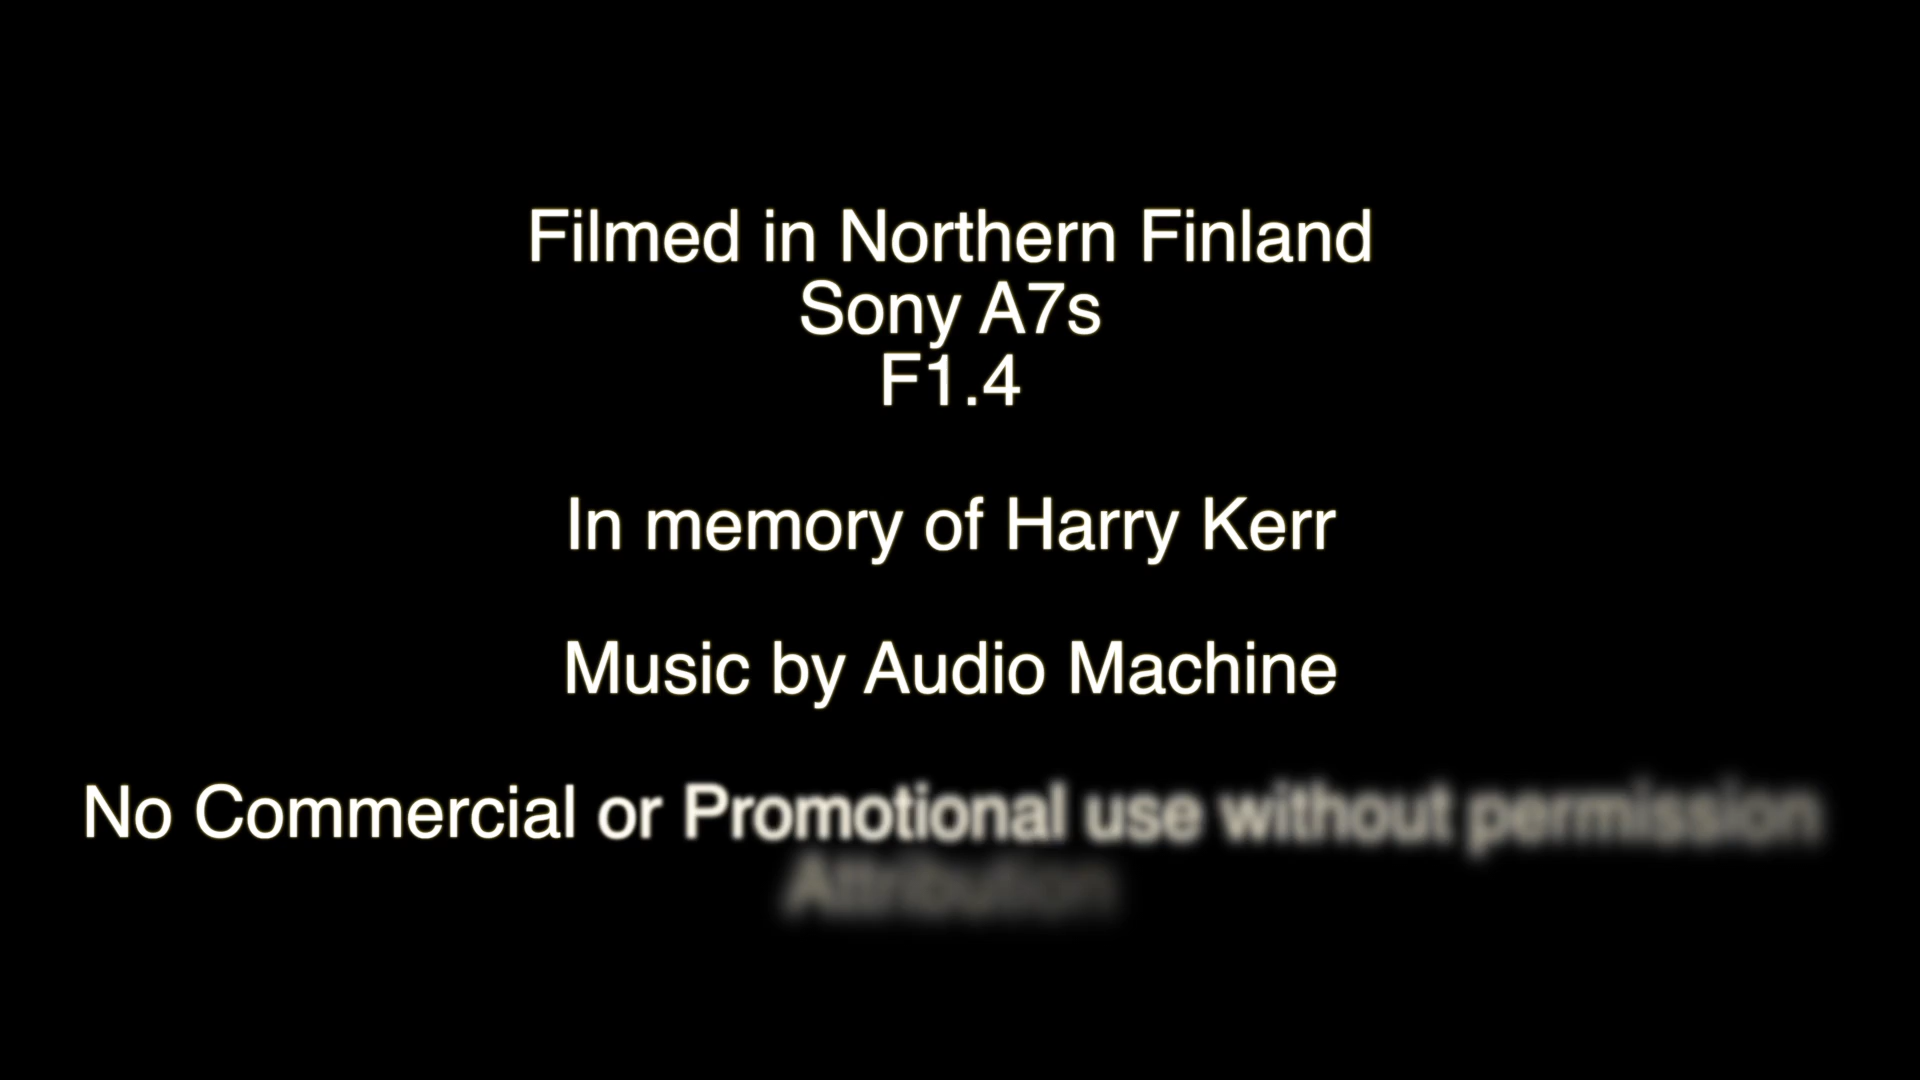 Filmed in Northern Finland
Sony A7s
F1.4
In memory of Harry Kerr
Music by Audio Machine
No Commercial or Promotional use without permission
Attribution